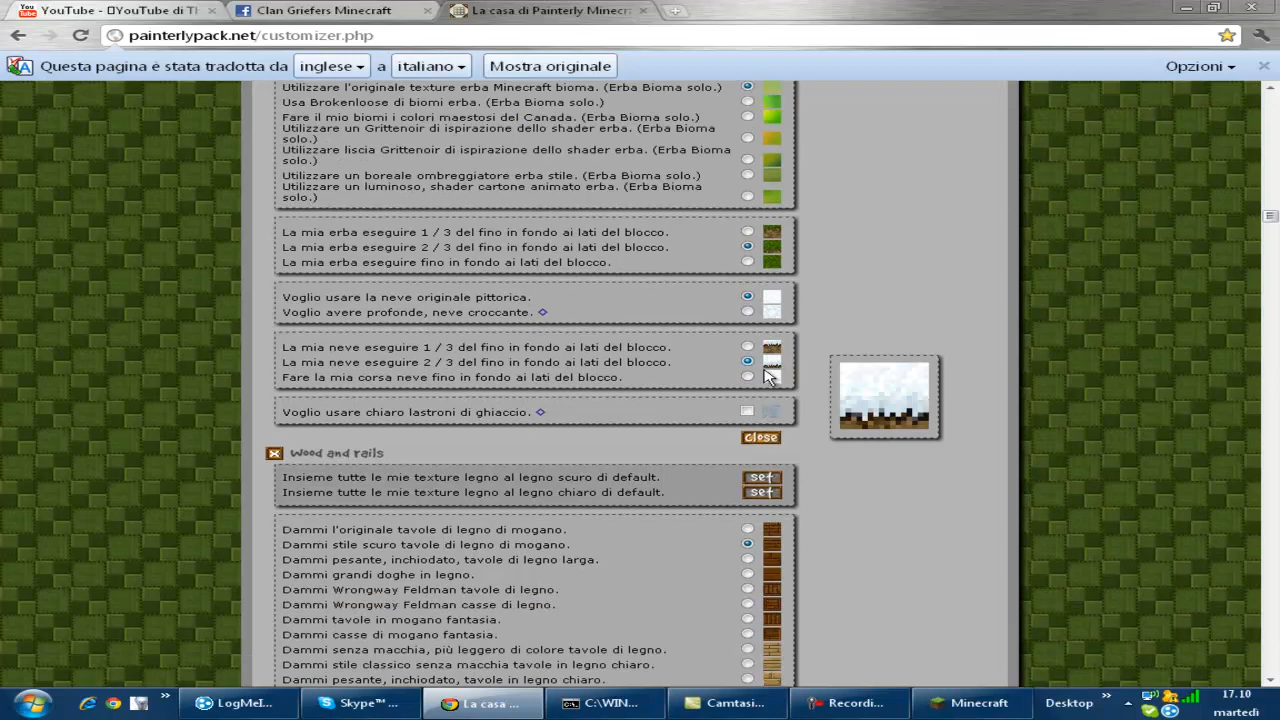 YouTube - YouTube di T
Clan Griefers Minecraft
La casa di Painterly Minecr
painterlypack.net/customizer.php
Questa pagina è stata tradotta da inglese a italiano Mostra originale Opzioni
Utilizzare l'originale texture erba Minecraft bioma. (Erba Bioma solo.)
Usa Brokenloose di biomi erba. (Erba Bioma solo.)
Fare il mio biomi i colori maestosi del Canada. (Erba Bioma solo.)
Utilizzare un Grittenoir di ispirazione dello shader erba. (Erba Bioma
solo.)
Utilizzare liscia Grittenoir di ispirazione dello shader erba. (Erba Bioma
solo.)
Utilizzare un boreale ombreggiatore erba stile. (Erba Bioma solo.)
Utilizzare un luminoso, shader cartone animato erba. (Erba Bioma
solo.)
La mia erba eseguire 1 / 3 del fino in fondo ai lati del blocco.
La mia erba eseguire 2 / 3 del fino in fondo ai lati del blocco.
La mia erba eseguire fino in fondo ai lati del blocco.
Voglio usare la neve originale pittorica.
Voglio avere profonde, neve croccante.
La mia neve eseguire 1 / 3 del fino in fondo ai lati del blocco.
La mia neve eseguire 2 / 3 del fino in fondo ai lati del blocco.
Fare la mia corsa neve fino in fondo ai lati del blocco.
Voglio usare chiaro lastroni di ghiaccio.
close
Wood and rails
Insieme tutte le mie texture legno al legno scuro di default. set
Insieme tutte le mie texture legno al legno chiaro di default. set
Dammi l'originale tavole di legno di mogano.
Dammi stile scuro tavole di legno di mogano.
Dammi pesante, inchiodato, tavole di legno larga.
Dammi grandi doghe in legno.
Dammi Wrongway Feldman tavole di legno.
Dammi Wrongway Feldman casse di legno.
Dammi tavole in mogano fantasia.
Dammi casse di mogano fantasia.
Dammi senza macchia, più leggero di colore tavole di legno.
Dammi stile classico senza macchia tavole in legno chiaro.
Dammi pesante, inchiodato, tavole in legno chiaro.
LogMeI... Skype™ ... La casa ... C:\WIN... Camtasi... Recordi... Minecraft Desktop
17.10
martedì